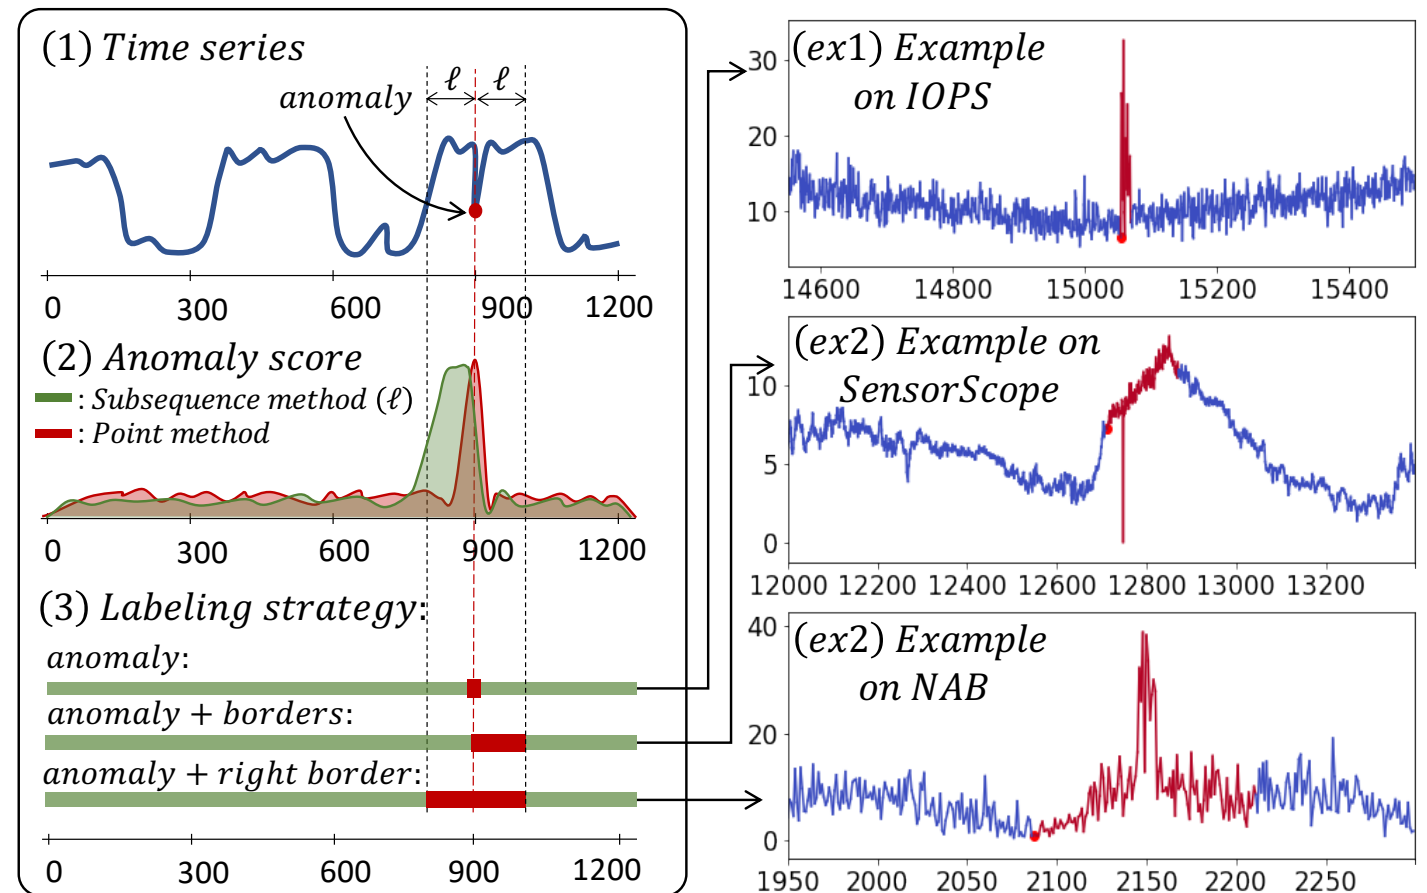 (1) Time series
ℓ ℓ
anomaly
0 300 600 900 1200
(2) Anomaly score
: Subsequence method (ℓ)
: Point method
0 300 600 900 1200
(3) Labeling strategy:
anomaly:
anomaly + borders:
anomaly + right border:
0 300 600 900 1200
(ex1) Example
on IOPS
30
20
10
14600 14800 15000 15200 15400
(ex2) Example on
SensorScope
10
5
0
12000 12200 12400 12600 12800 13000 13200
(ex2) Example
on NAB
40
20
0
1950 2000 2050 2100 2150 2200 2250